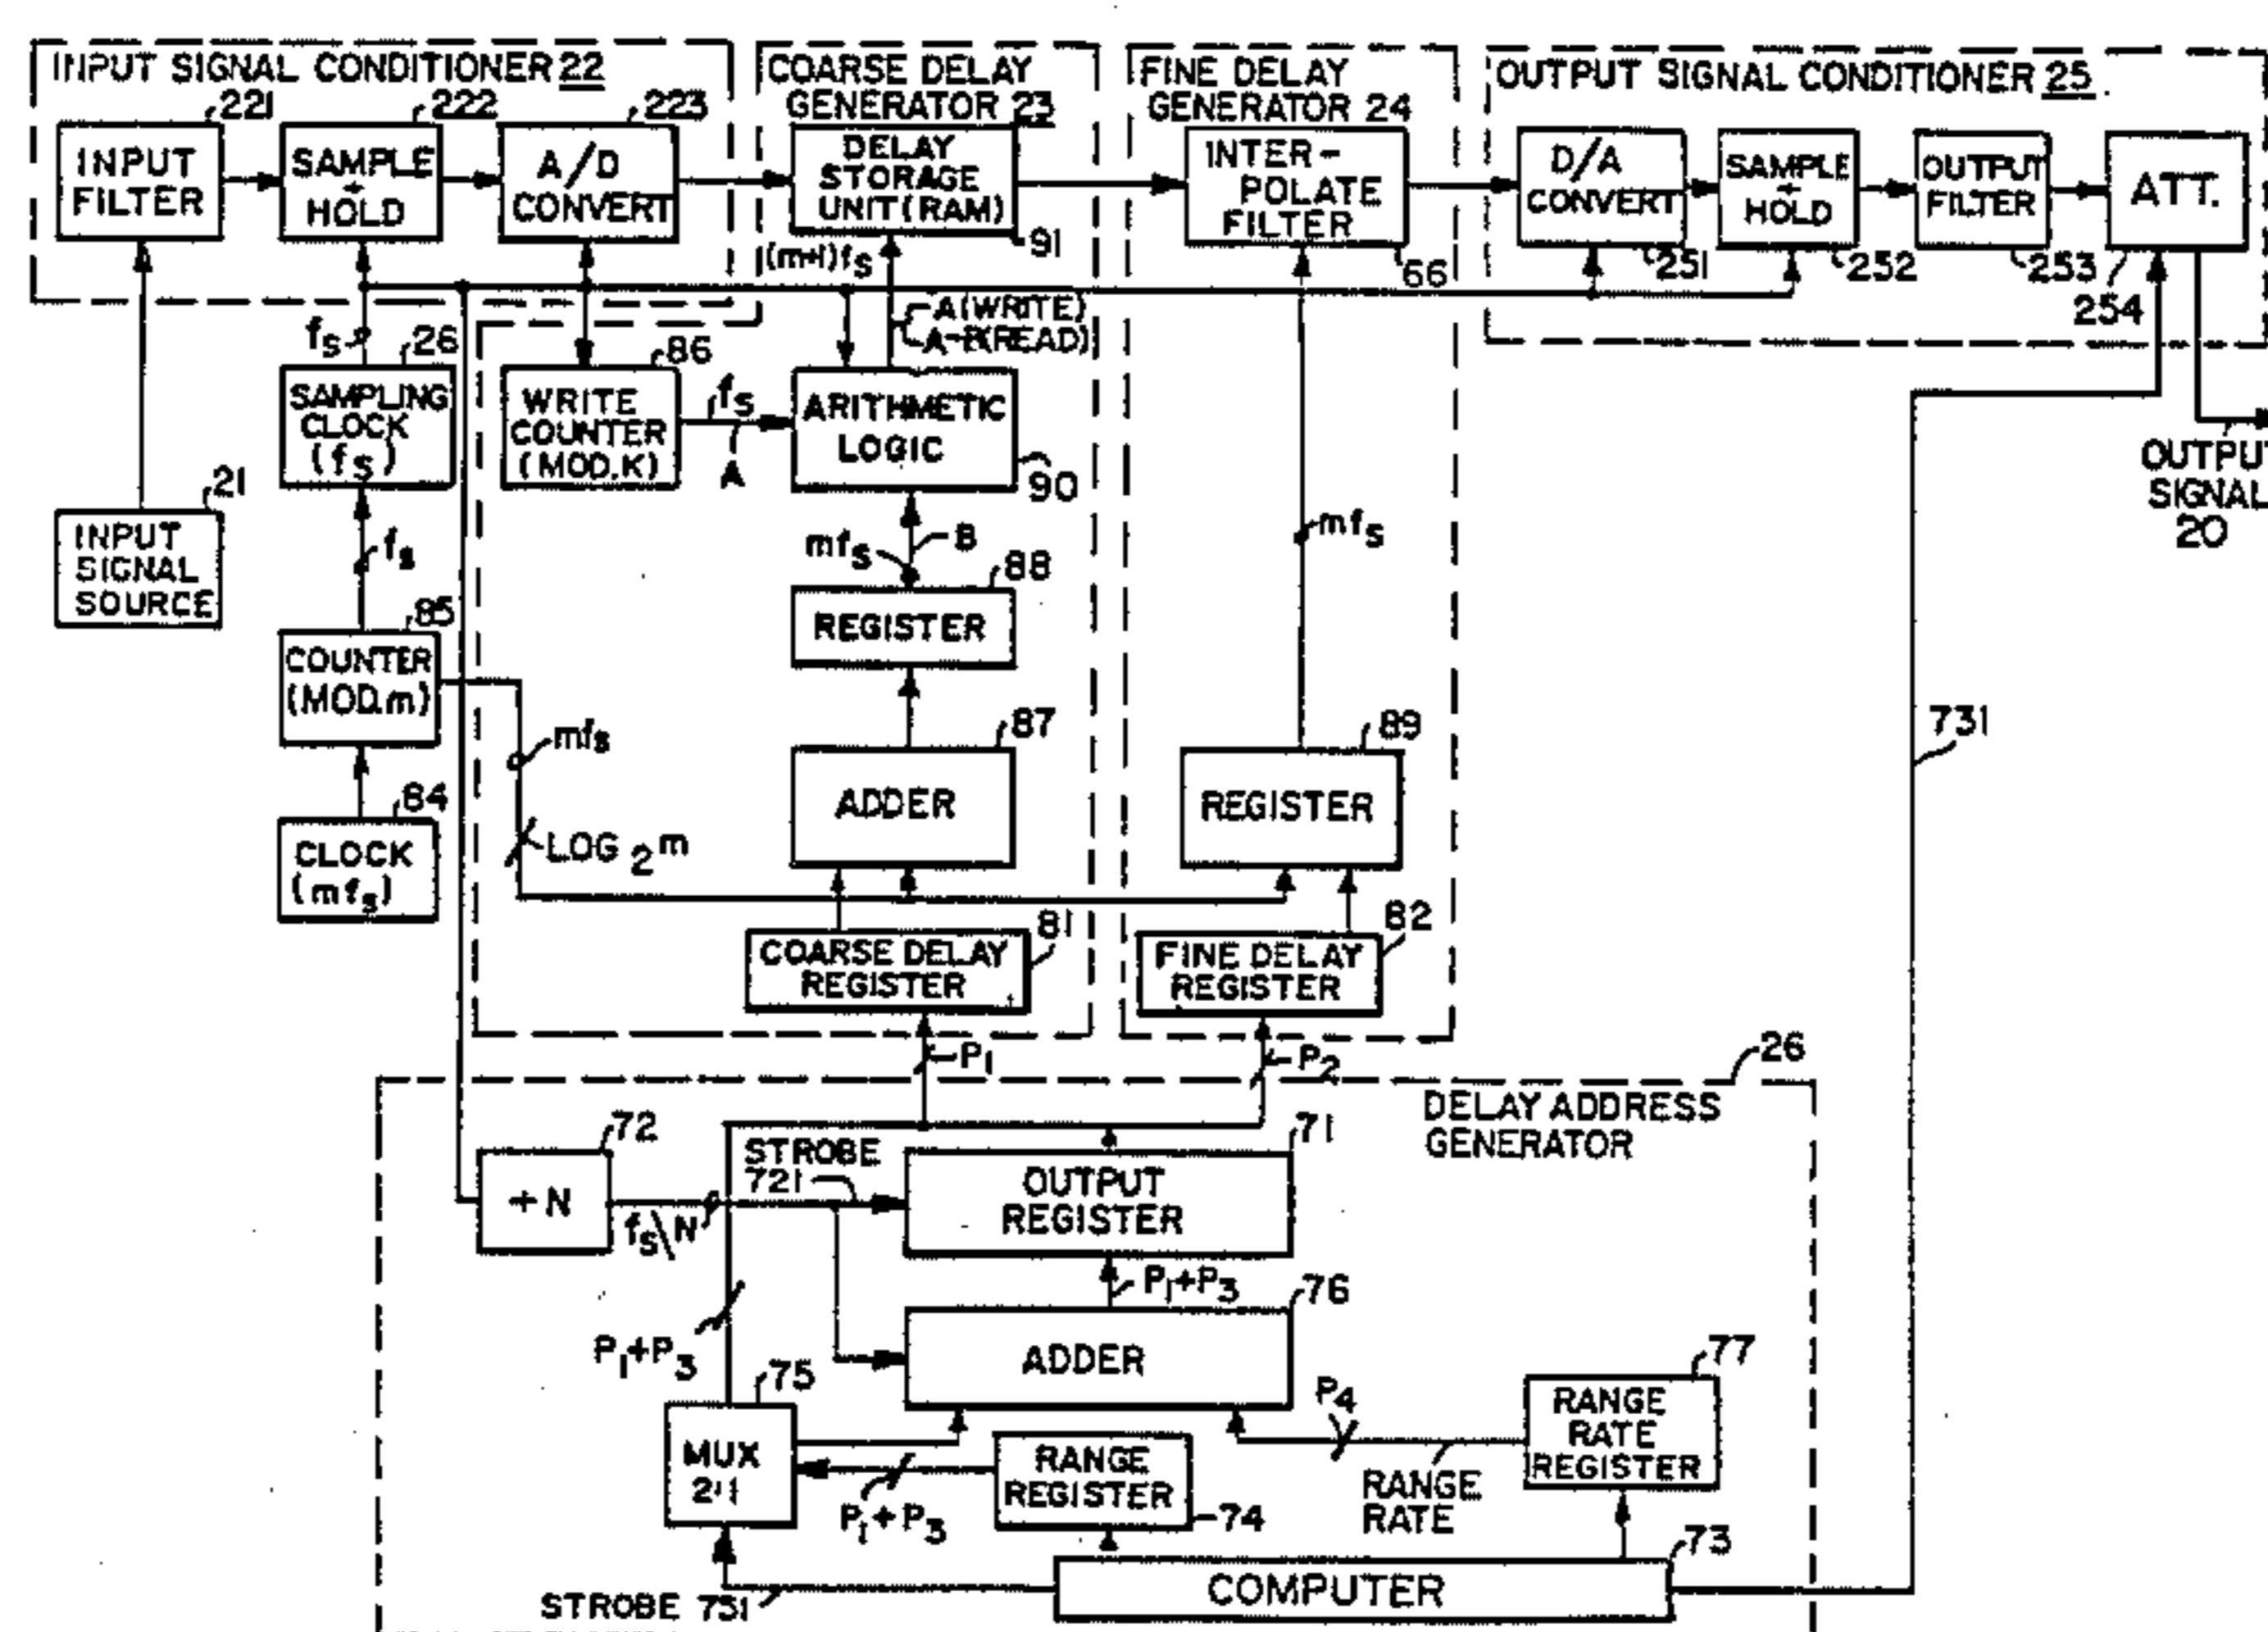 INPUT SIGNAL CONDITIONER 22
221
222
223
INPUT
FILTER
SAMPLE
+
HOLD
A/D
CONVERT
COARSE DELAY
GENERATOR 23
DELAY
STORAGE
UNIT (RAM)
91
(m+1)fS
A (WRITE)
A-B(READ)
FINE DELAY
GENERATOR 24
INTER-
POLATE
FILTER
66
OUTPUT SIGNAL CONDITIONER 25
D/A
CONVERT
251
SAMPLE
+
HOLD
252
OUTPUT
FILTER
253
ATT.
254
OUTPUT
SIGNAL
20
fS
26
SAMPLING
CLOCK
(fS)
21
INPUT
SIGNAL
SOURCE
fS
85
COUNTER
(MOD.m)
84
CLOCK
(mfS)
86
WRITE
COUNTER
(MOD.K)
fS
A
ARITHMETIC
LOGIC
90
mfS
B
88
REGISTER
87
ADDER
mfS
LOG 2 m
81
COARSE DELAY
REGISTER
mfS
89
REGISTER
82
FINE DELAY
REGISTER
731
P1
P2
26
DELAY ADDRESS
GENERATOR
72
+N
fS\N
STROBE
721
71
OUTPUT
REGISTER
P1+P3
76
ADDER
P1+P3
75
MUX
2:1
P1+P3
RANGE
REGISTER
74
P4
RANGE
RATE
77
RANGE
RATE
REGISTER
73
COMPUTER
STROBE 751